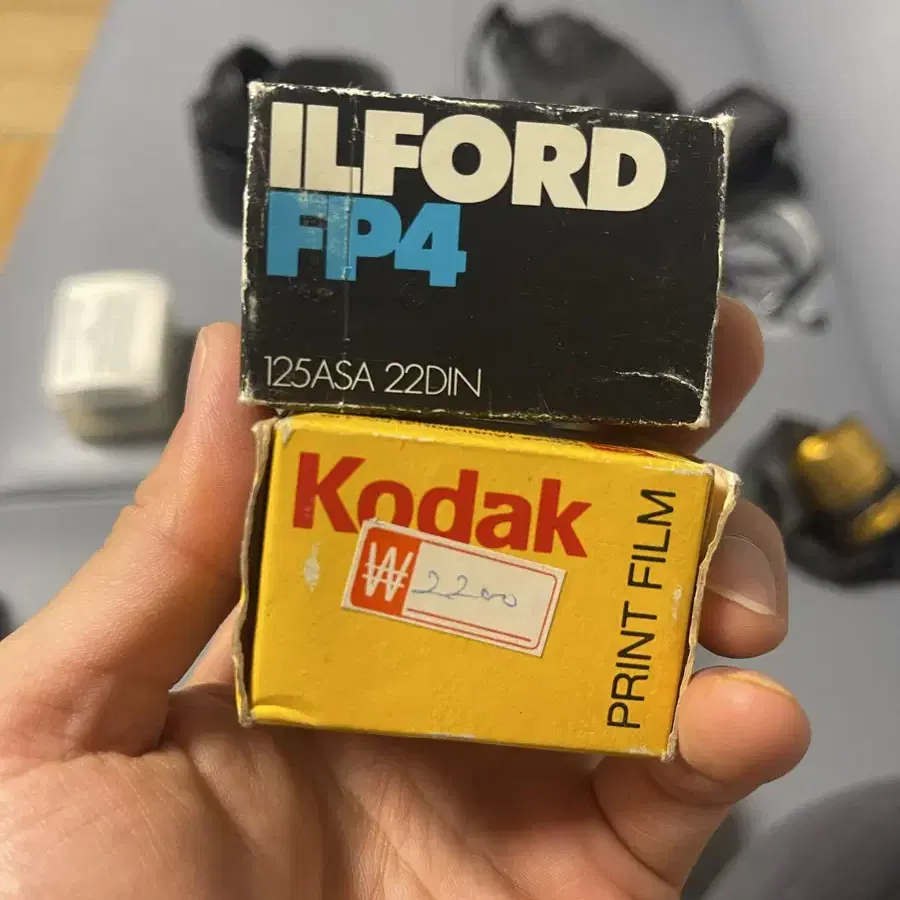 ILFORD
FP4
125ASA 22DIN
Kodak
₩ 2200
PRINT FILM